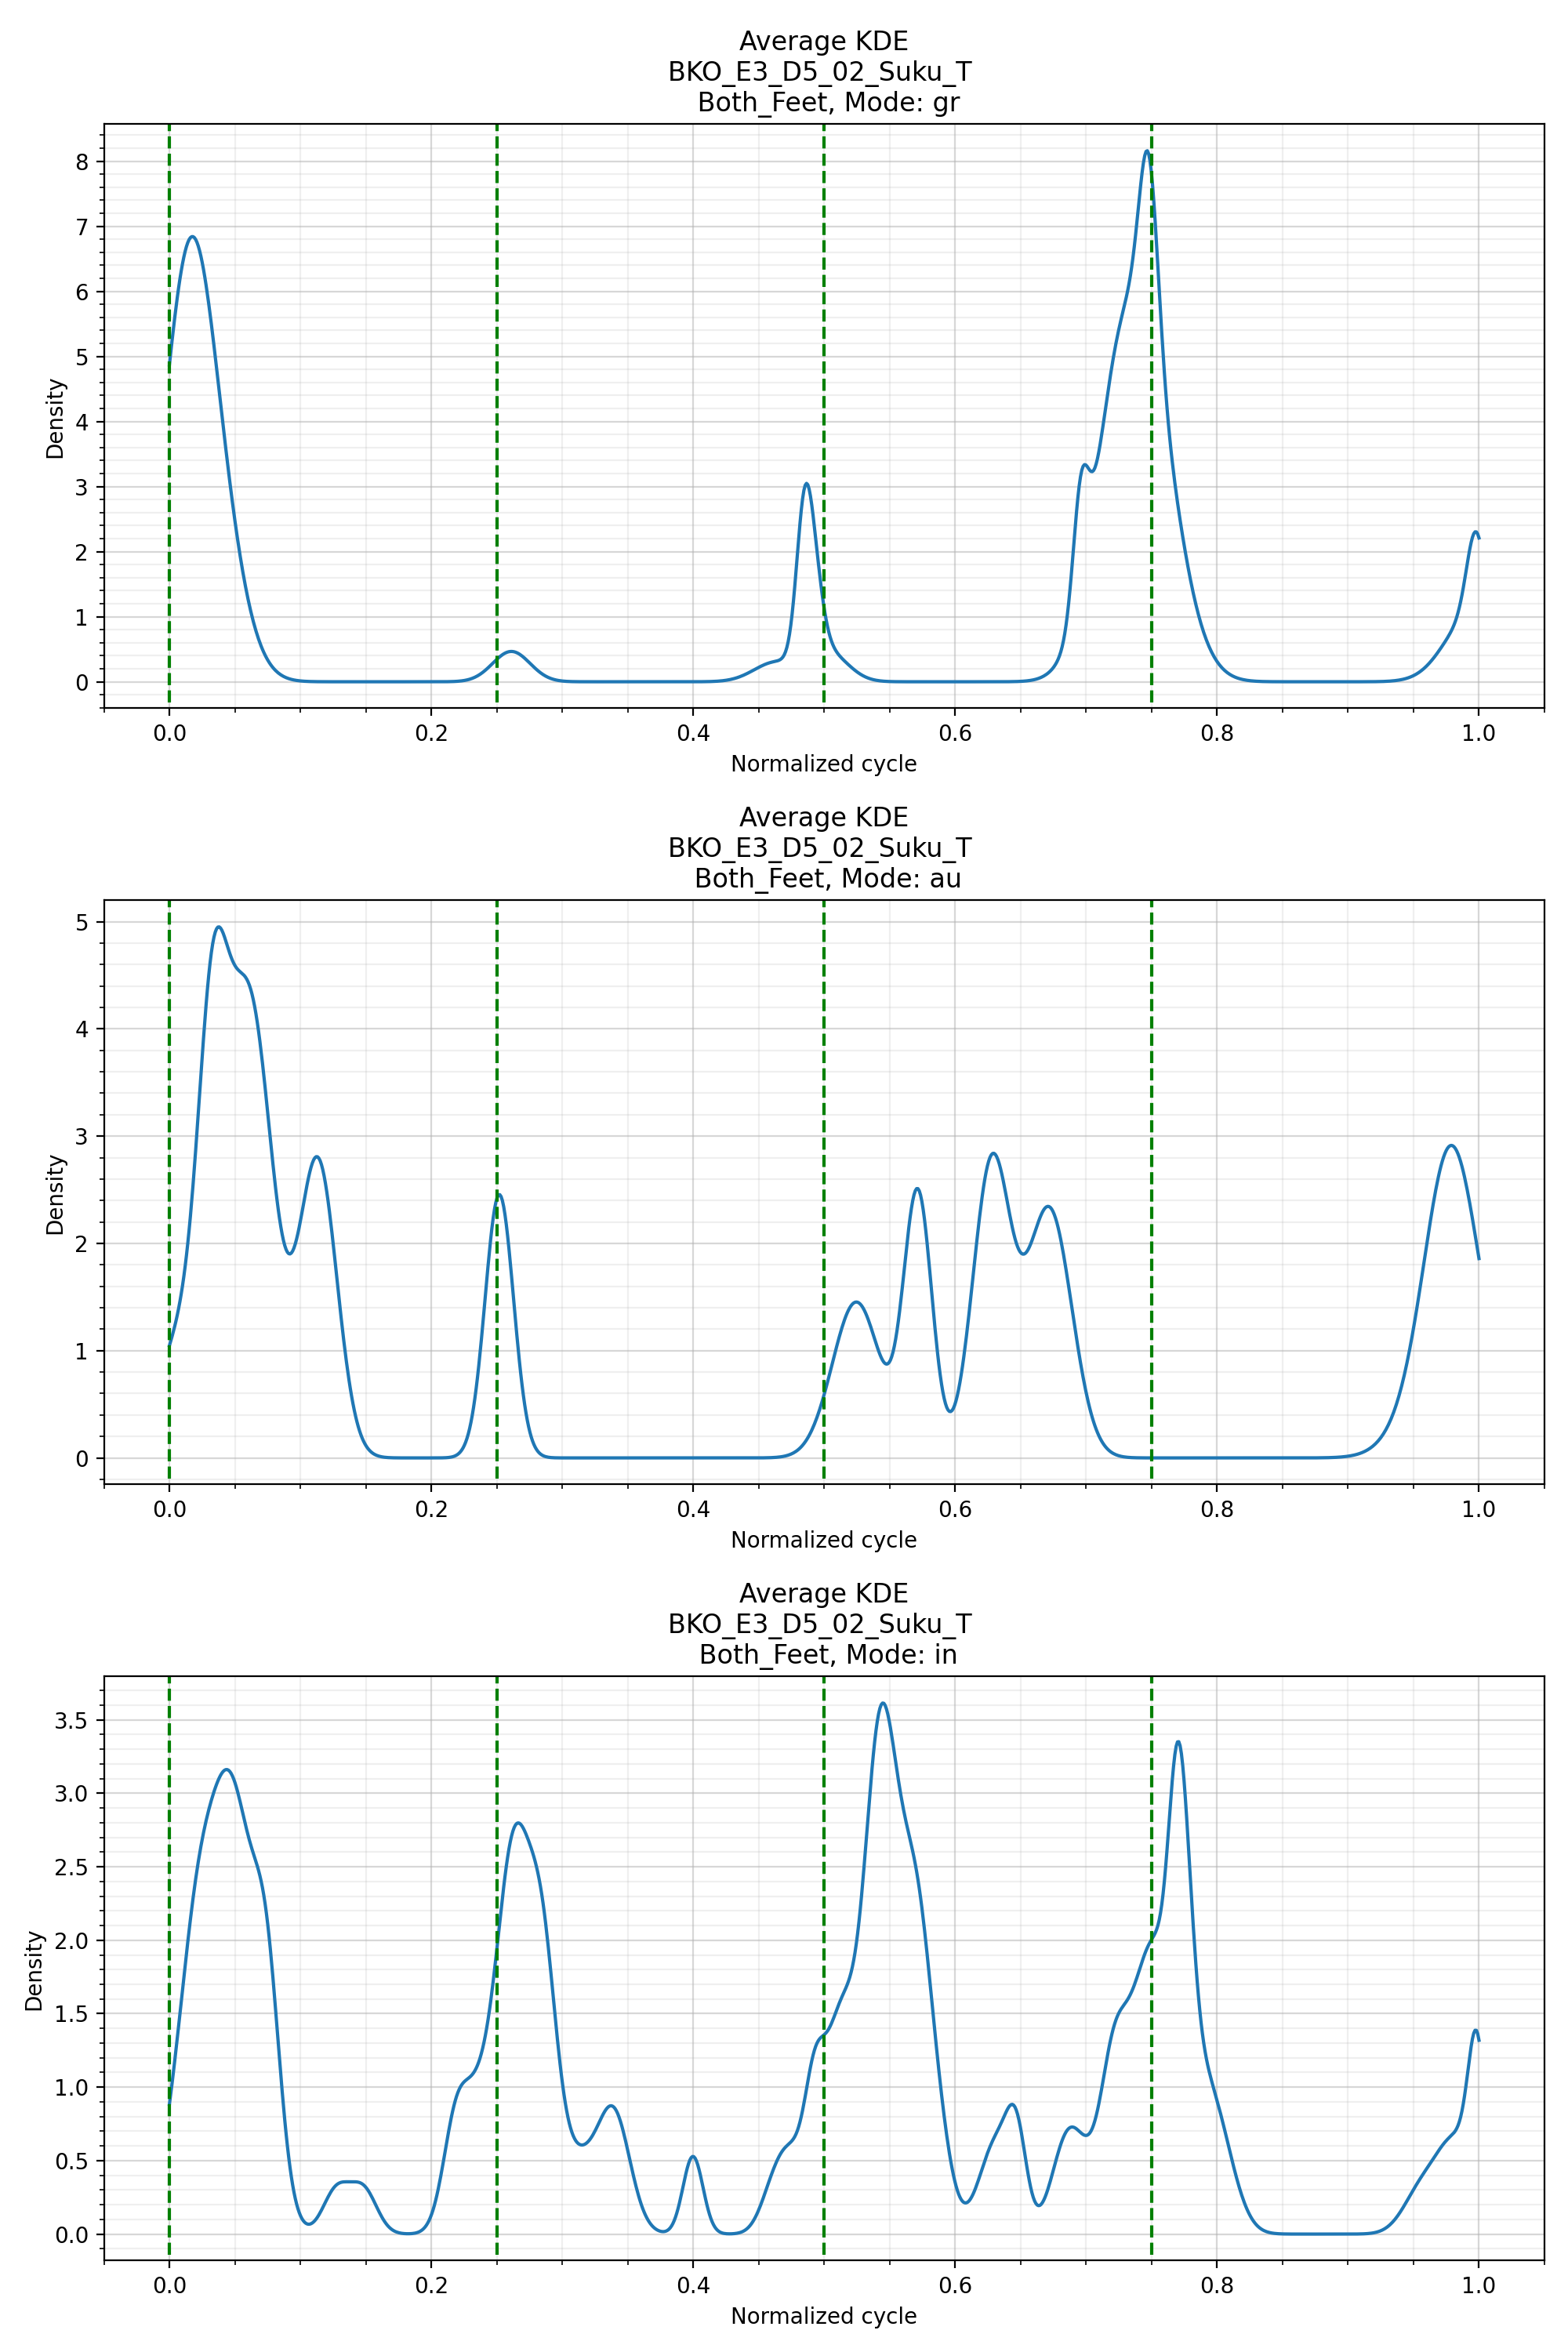 Average KDE
BKO_E3_D5_02_Suku_T
Both_Feet, Mode: gr
8
7
6
5
4
3
2
1
0
Density
0.0 0.2 0.4 0.6 0.8 1.0
Normalized cycle
Average KDE
BKO_E3_D5_02_Suku_T
Both_Feet, Mode: au
5
4
3
2
1
0
Density
0.0 0.2 0.4 0.6 0.8 1.0
Normalized cycle
Average KDE
BKO_E3_D5_02_Suku_T
Both_Feet, Mode: in
3.5
3.0
2.5
2.0
1.5
1.0
0.5
0.0
Density
0.0 0.2 0.4 0.6 0.8 1.0
Normalized cycle